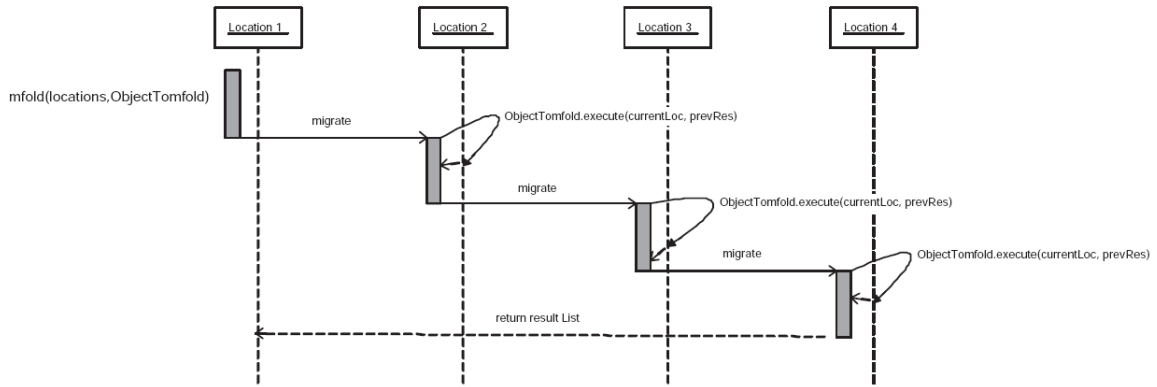 Location 1
Location 2
Location 3
Location 4
mfold(locations,ObjectTomfold)
migrate
ObjectTomfold.execute(currentLoc, prevRes)
migrate
ObjectTomfold.execute(currentLoc, prevRes)
migrate
ObjectTomfold.execute(currentLoc, prevRes)
return result List